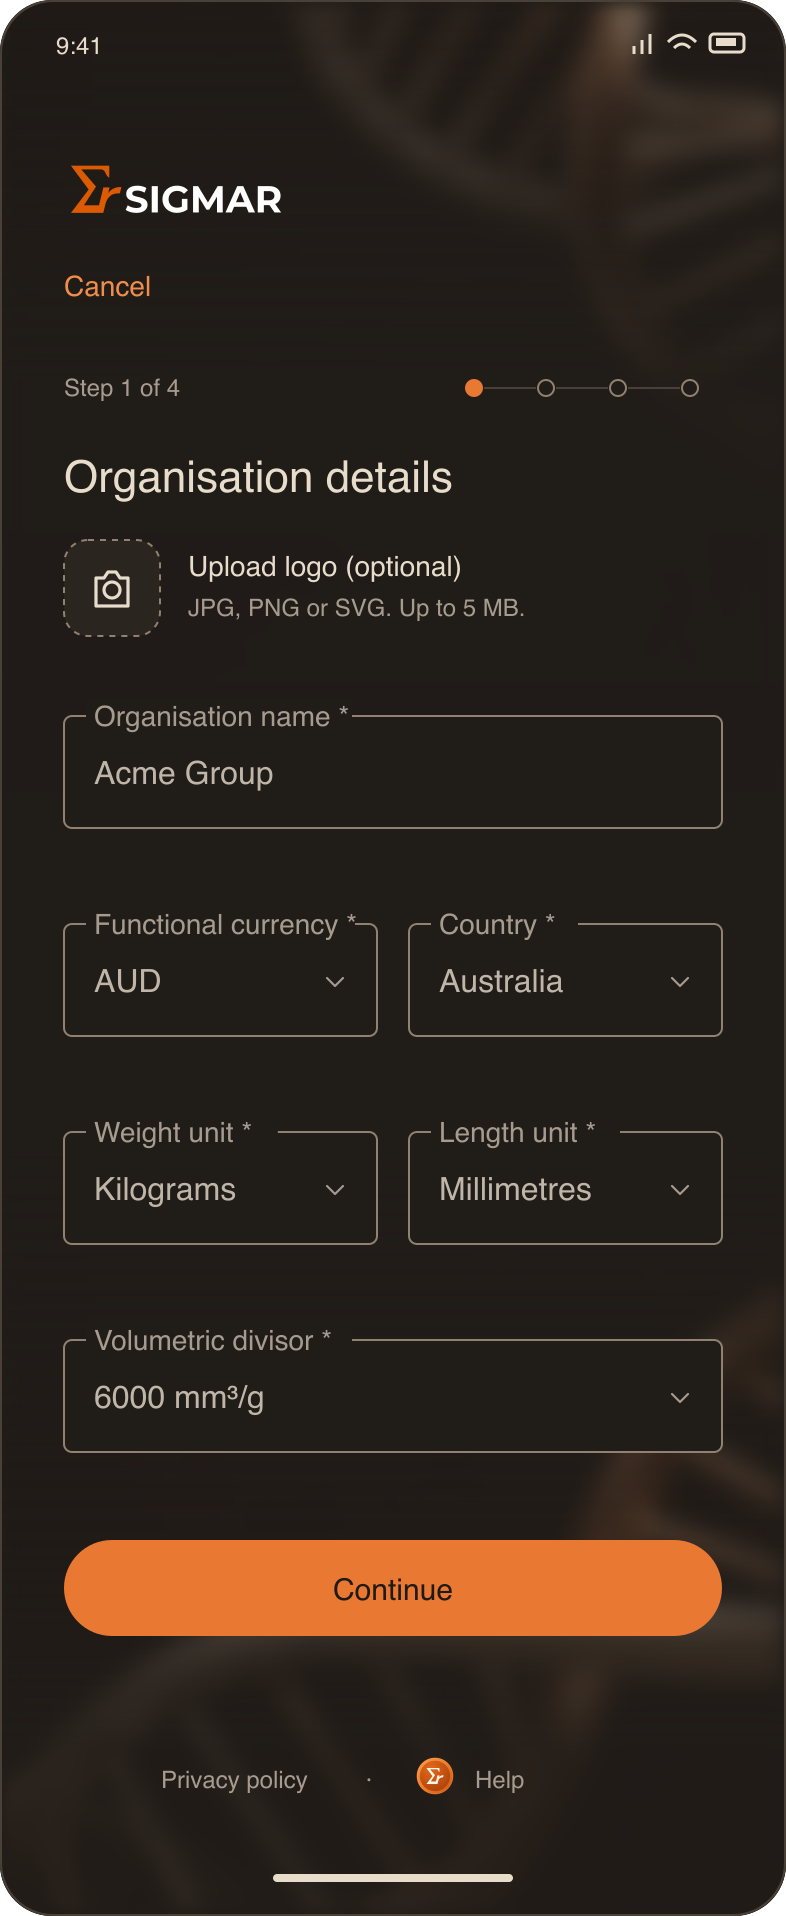 9:41
Σr SIGMAR
Cancel
Step 1 of 4
Organisation details
Upload logo (optional)
JPG, PNG or SVG. Up to 5 MB.
Organisation name *
Acme Group
Functional currency * Country *
AUD Australia
Weight unit * Length unit *
Kilograms Millimetres
Volumetric divisor *
6000 mm³/g
Continue
Privacy policy · Σr Help